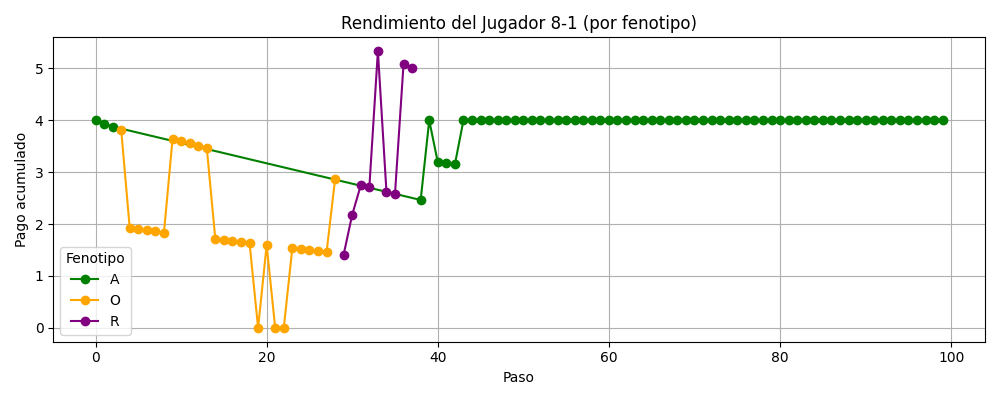 Rendimiento del Jugador 8-1 (por fenotipo)
Pago acumulado
5
4
3
2
1
0
Fenotipo
A
O
R
0 20 40 60 80 100
Paso